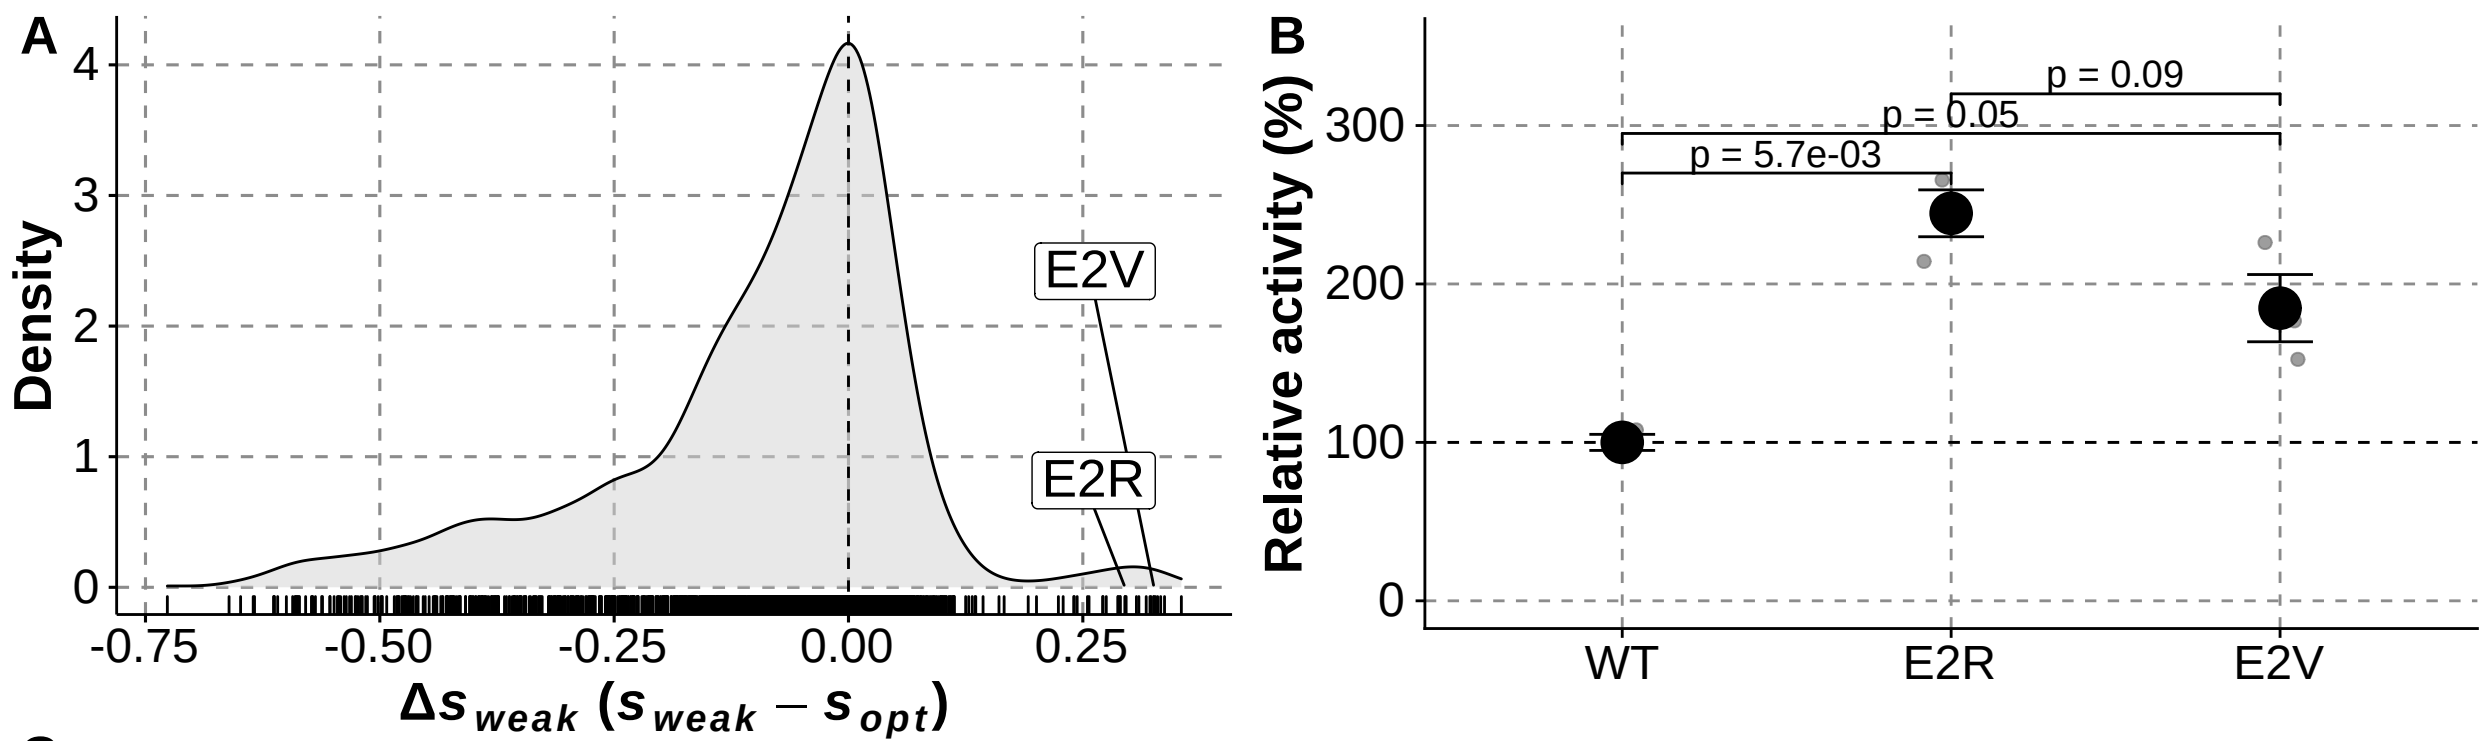 A
Density
4
3
2
1
0
E2V
E2R
-0.75 -0.50 -0.25 0.00 0.25
Δs weak (s weak − s opt)
B
Relative activity (%)
300
200
100
0
p = 0.09
p = 0.05
p = 5.7e-03
WT E2R E2V